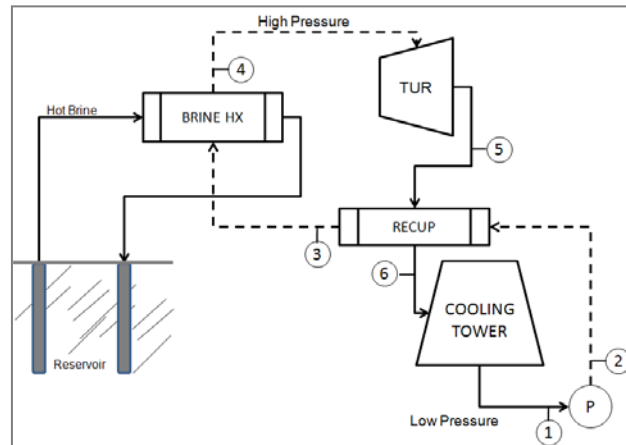 High Pressure
4
TUR
Hot Brine
BRINE HX
5
RECUP
3
6
COOLING
TOWER
2
Reservoir
P
Low Pressure
1